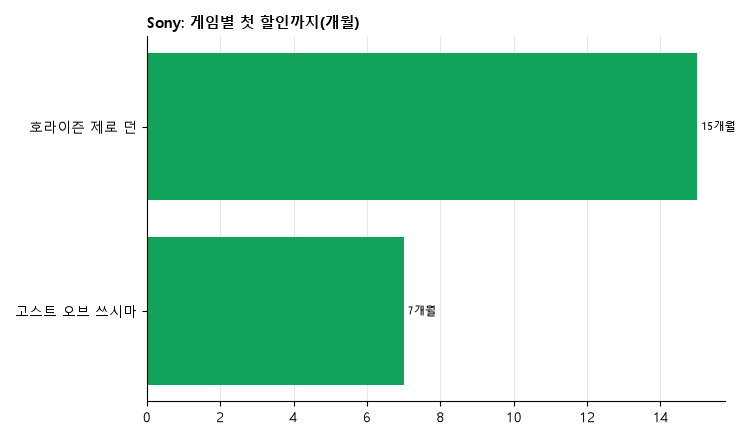 Sony: 게임별 첫 할인까지(개월)
호라이즌 제로 던
15개월
고스트 오브 쓰시마
7개월
0 2 4 6 8 10 12 14